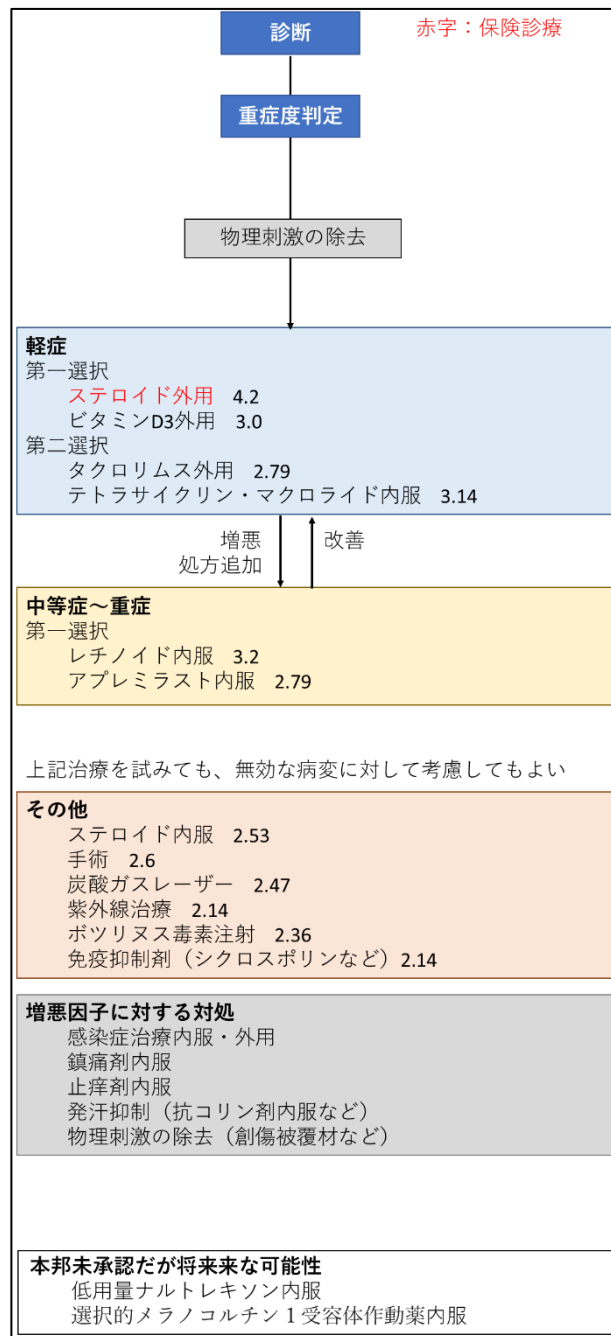 診断
赤字：保険診療
重症度判定
物理刺激の除去
軽症
第一選択
ステロイド外用 4.2
ビタミンD3外用 3.0
第二選択
タクロリムス外用 2.79
テトラサイクリン・マクロライド内服 3.14
増悪
処方追加
改善
中等症～重症
第一選択
レチノイド内服 3.2
アプレミラスト内服 2.79
上記治療を試みても、無効な病変に対して考慮してもよい
その他
ステロイド内服 2.53
手術 2.6
炭酸ガスレーザー 2.47
紫外線治療 2.14
ボツリヌス毒素注射 2.36
免疫抑制剤（シクロスポリンなど）2.14
増悪因子に対する対処
感染症治療内服・外用
鎮痛剤内服
止痒剤内服
発汗抑制（抗コリン剤内服など）
物理刺激の除去（創傷被覆材など）
本邦未承認だが将来来な可能性
低用量ナルトレキソン内服
選択的メラノコルチン１受容体作動薬内服